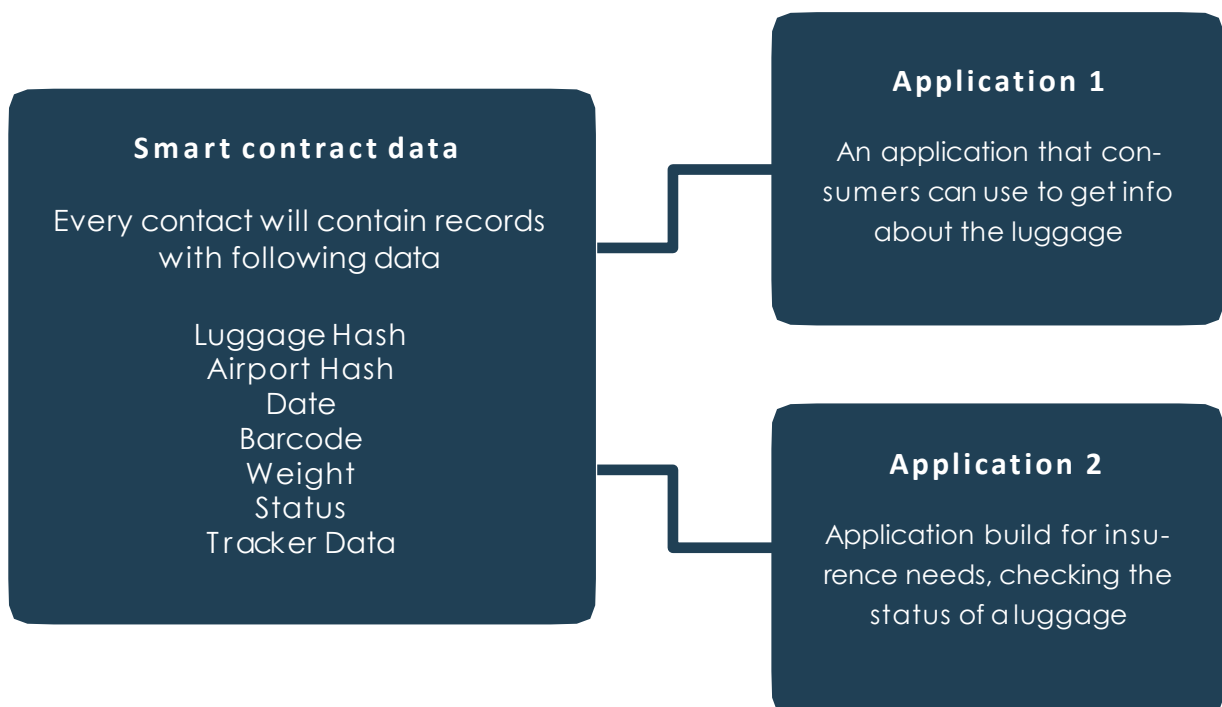 Smart contract data
Every contact will contain records
with following data
Luggage Hash
Airport Hash
Date
Barcode
Weight
Status
Tracker Data
Application 1
An application that con-
sumers can use to get info
about the luggage
Application 2
Application build for insu-
rence needs, checking the
status of a luggage